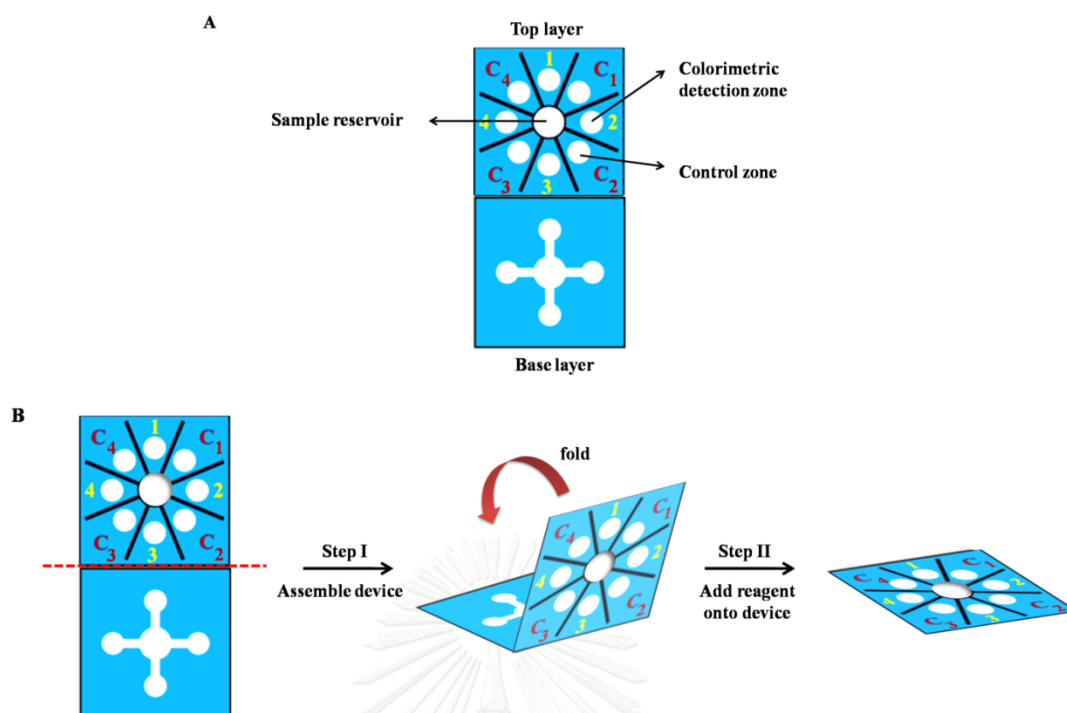 A
Top layer
1
C4
C1
Colorimetric
detection zone
Sample reservoir
4
2
Control zone
C3
C2
3
Base layer
B
1
C4
C1
4
2
C3
C2
3
Step I
Assemble device
fold
1
C4
C1
4
2
C3
C2
3
Step II
Add reagent
onto device
1
C4
C1
2
4
C3
C2
3